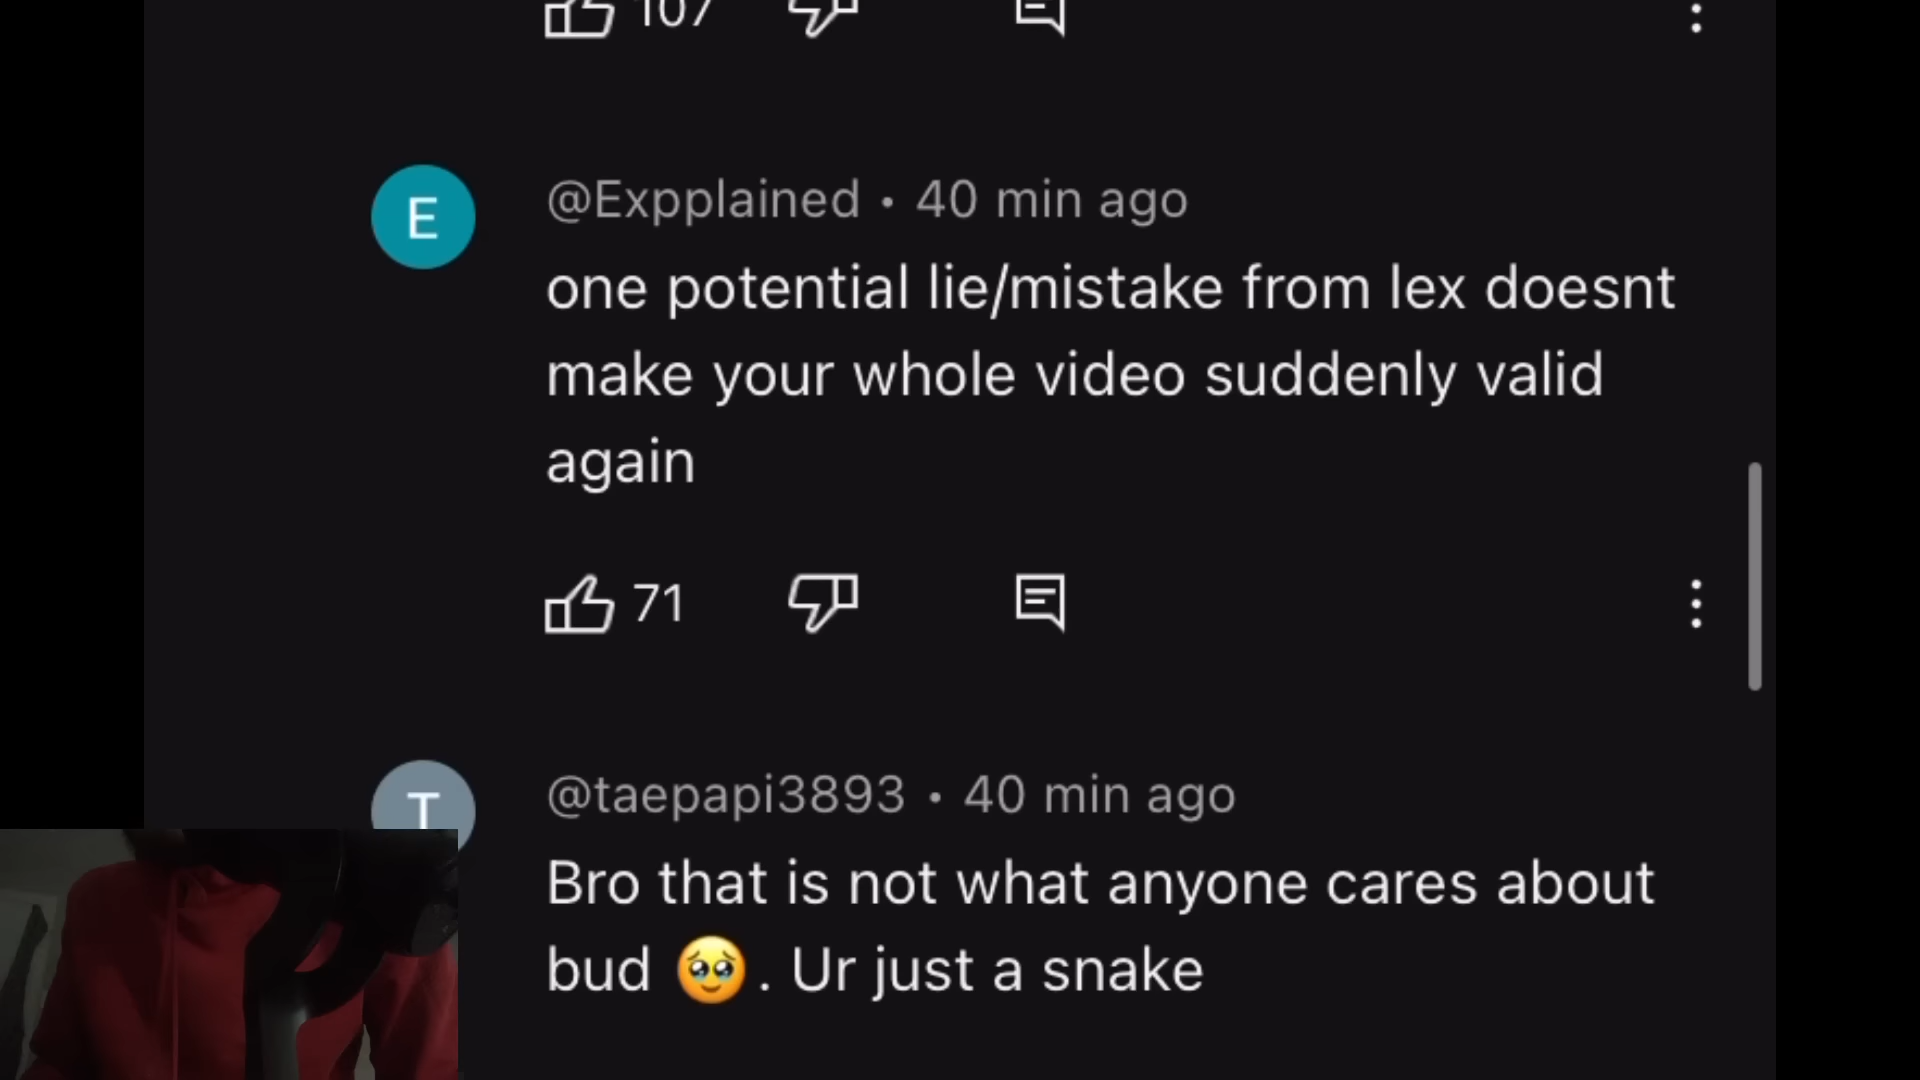 107
E
@Expplained • 40 min ago
one potential lie/mistake from lex doesnt
make your whole video suddenly valid
again
71
T
@taepapi3893 • 40 min ago
Bro that is not what anyone cares about
bud 🥹. Ur just a snake